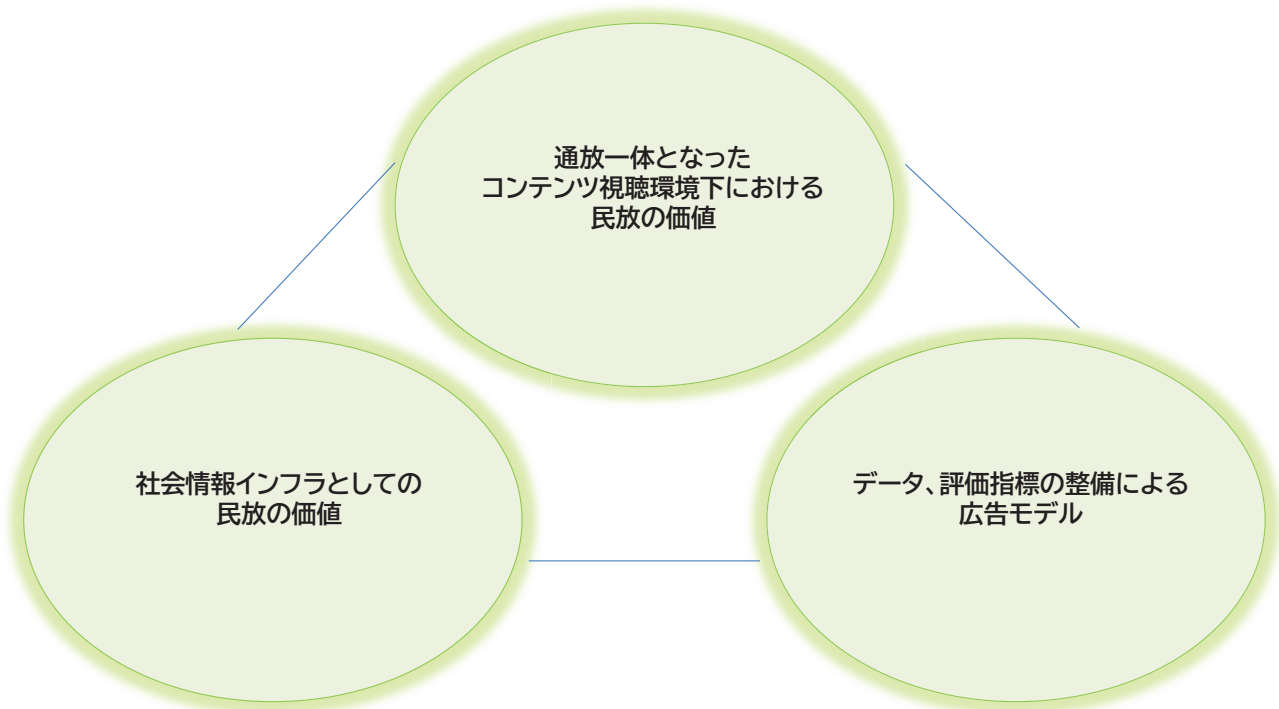 通放一体となった
コンテンツ視聴環境下における
民放の価値
社会情報インフラとしての
民放の価値
データ、評価指標の整備による
広告モデル